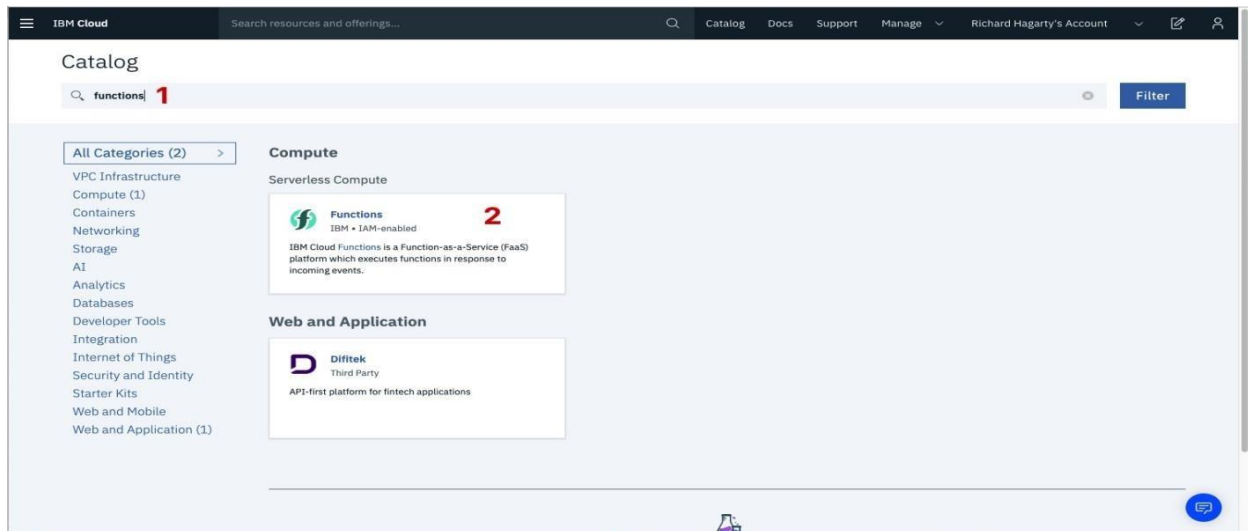 IBM Cloud
Search resources and offerings...
Catalog
Docs
Support
Manage
Richard Hagarty's Account
Catalog
functions
1
Filter
All Categories (2)
VPC Infrastructure
Compute (1)
Containers
Networking
Storage
AI
Analytics
Databases
Developer Tools
Integration
Internet of Things
Security and Identity
Starter Kits
Web and Mobile
Web and Application (1)
Compute
Serverless Compute
Functions
2
IBM • IAM-enabled
IBM Cloud Functions is a Function-as-a-Service (FaaS)
platform which executes functions in response to
incoming events.
Web and Application
Difitek
Third Party
API-first platform for fintech applications